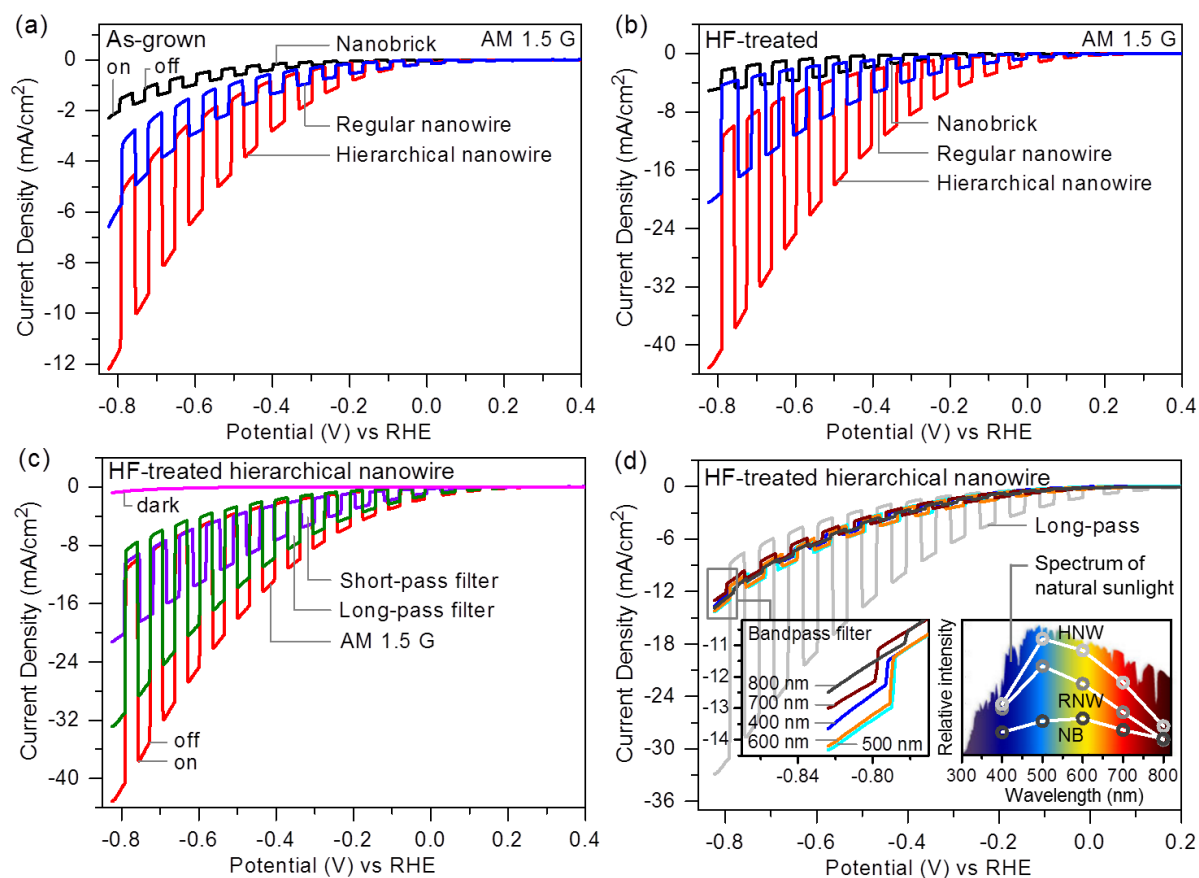 (a)
As-grown
AM 1.5 G
on
off
Nanobrick
Regular nanowire
Hierarchical nanowire
Current Density (mA/cm²)
0
-2
-4
-6
-8
-10
-12
-0.8 -0.6 -0.4 -0.2 0.0 0.2 0.4
Potential (V) vs RHE
(b)
HF-treated
AM 1.5 G
Nanobrick
Regular nanowire
Hierarchical nanowire
Current Density (mA/cm²)
0
-8
-16
-24
-32
-40
-0.8 -0.6 -0.4 -0.2 0.0 0.2 0.4
Potential (V) vs RHE
(c)
HF-treated hierarchical nanowire
dark
Short-pass filter
Long-pass filter
AM 1.5 G
off
on
Current Density (mA/cm²)
0
-8
-16
-24
-32
-40
-0.8 -0.6 -0.4 -0.2 0.0 0.2 0.4
Potential (V) vs RHE
(d)
HF-treated hierarchical nanowire
Long-pass
Spectrum of
natural sunlight
Current Density (mA/cm²)
0
-3
-6
-9
-12
-15
-18
-21
-24
-27
-30
-33
-36
Bandpass filter
800 nm
700 nm
400 nm
600 nm
500 nm
-11
-12
-13
-14
-0.84 -0.80
Relative intensity
HNW
RNW
NB
300 400 500 600 700 800
Wavelength (nm)
-0.8 -0.6 -0.4 -0.2 0.0 0.2
Potential (V) vs RHE